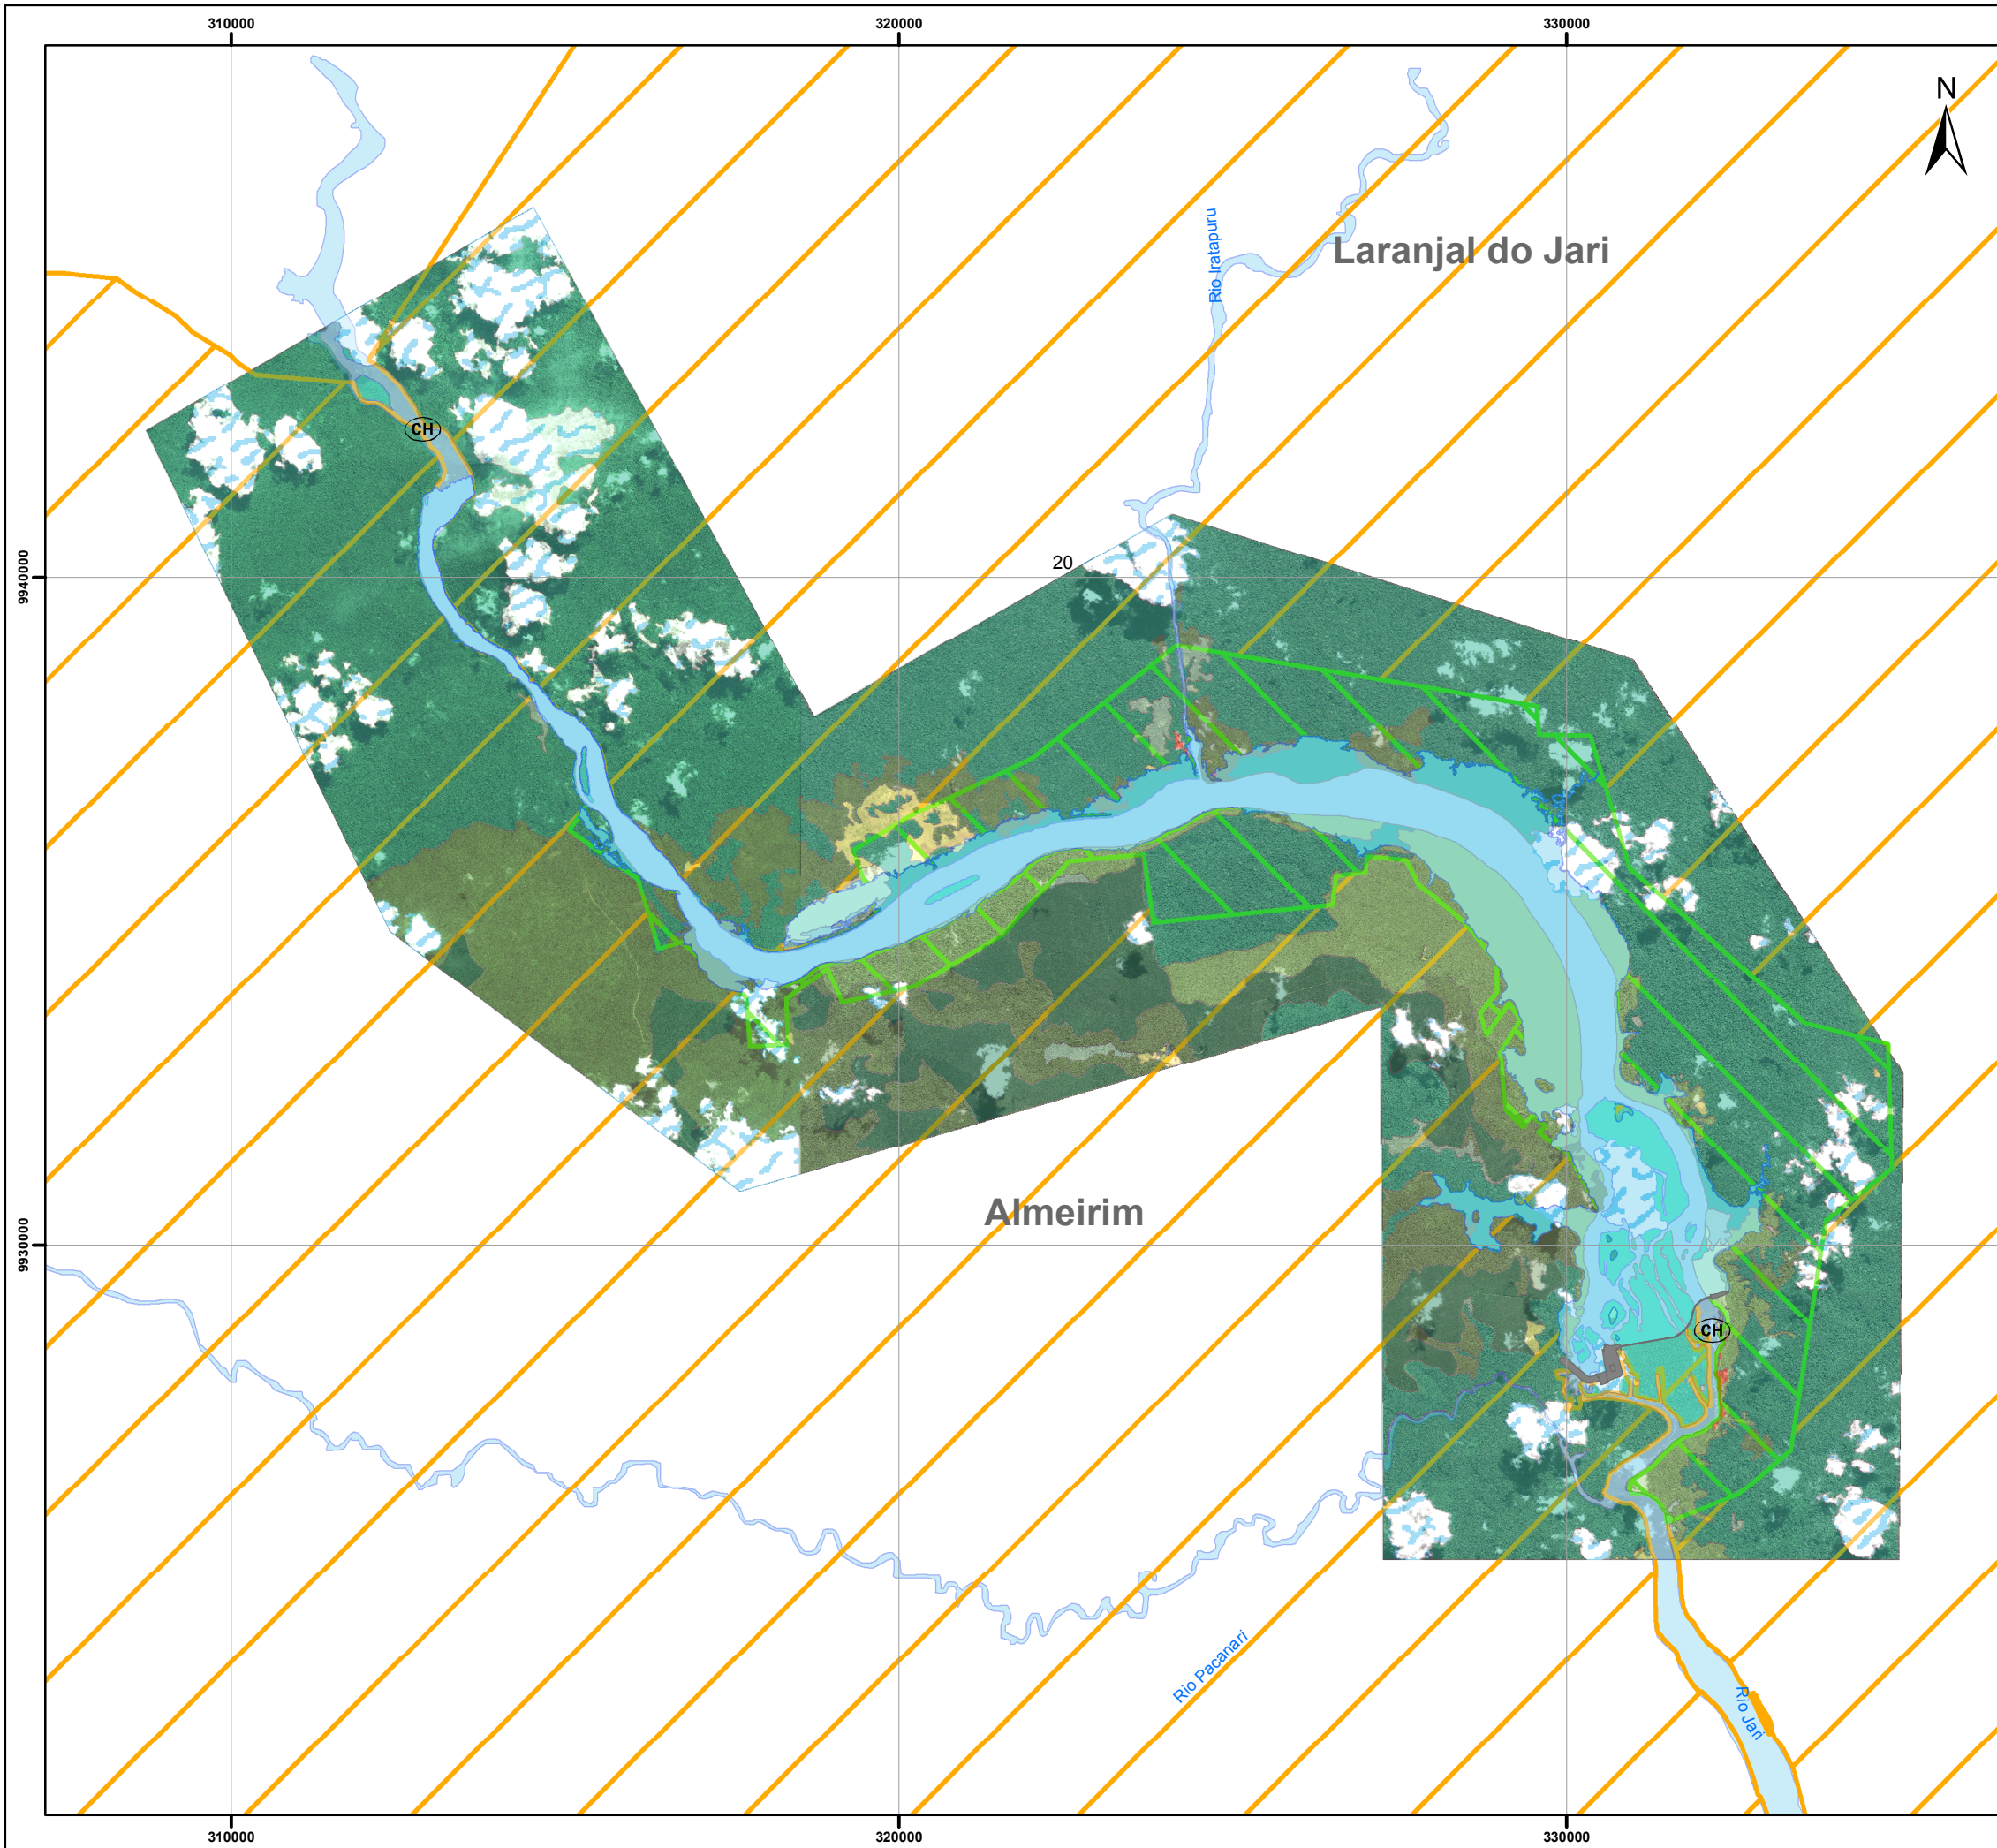 310000
320000
330000
N
Laranjal do Jari
Rio Iratapuru
CH
20
9940000
Almeirim
9930000
CH
Rio Pacanari
Rio Jari
310000
320000
330000